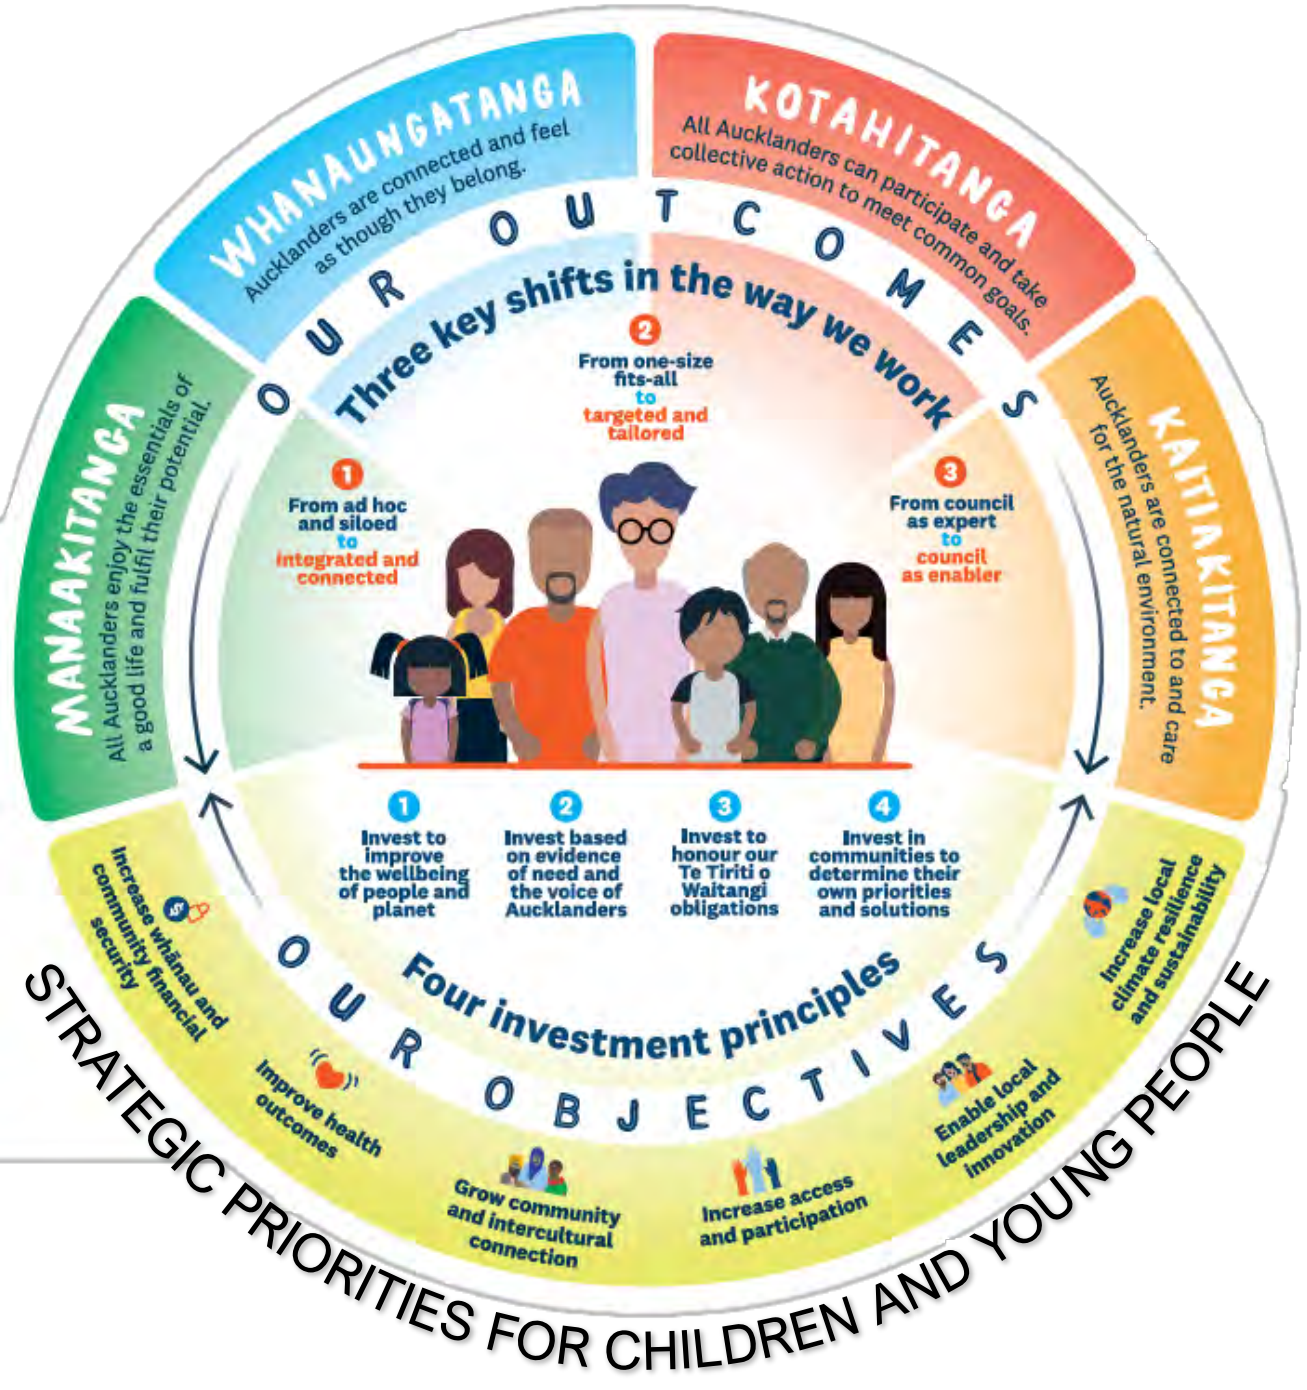 MANAAKITANGA
All Aucklanders enjoy the essentials of
a good life and fulfil their potential.
WHANAUNGATANGA
Aucklanders are connected and feel
as though they belong.
KOTAHITANGA
All Aucklanders can participate and take
collective action to meet common goals.
KAITIAKITANGA
Aucklanders are connected to and care
for the natural environment.
OUR OUTCOMES
Three key shifts in the way we work
1
From ad hoc
and siloed
to
integrated and
connected
2
From one-size
fits-all
to
targeted and
tailored
3
From council
as expert
to
council
as enabler
1
Invest to
improve
the wellbeing
of people and
planet
2
Invest based
on evidence
of need and
the voice of
Aucklanders
3
Invest to
honour our
Te Tiriti o
Waitangi
obligations
4
Invest in
communities to
determine their
own priorities
and solutions
Four investment principles
OUR OBJECTIVES
Increase whānau and
community financial
security
$
Improve health
outcomes
Grow community
and intercultural
connection
Increase access
and participation
Enable local
leadership and
innovation
Increase local
climate resilience
and sustainability
STRATEGIC PRIORITIES FOR CHILDREN AND YOUNG PEOPLE